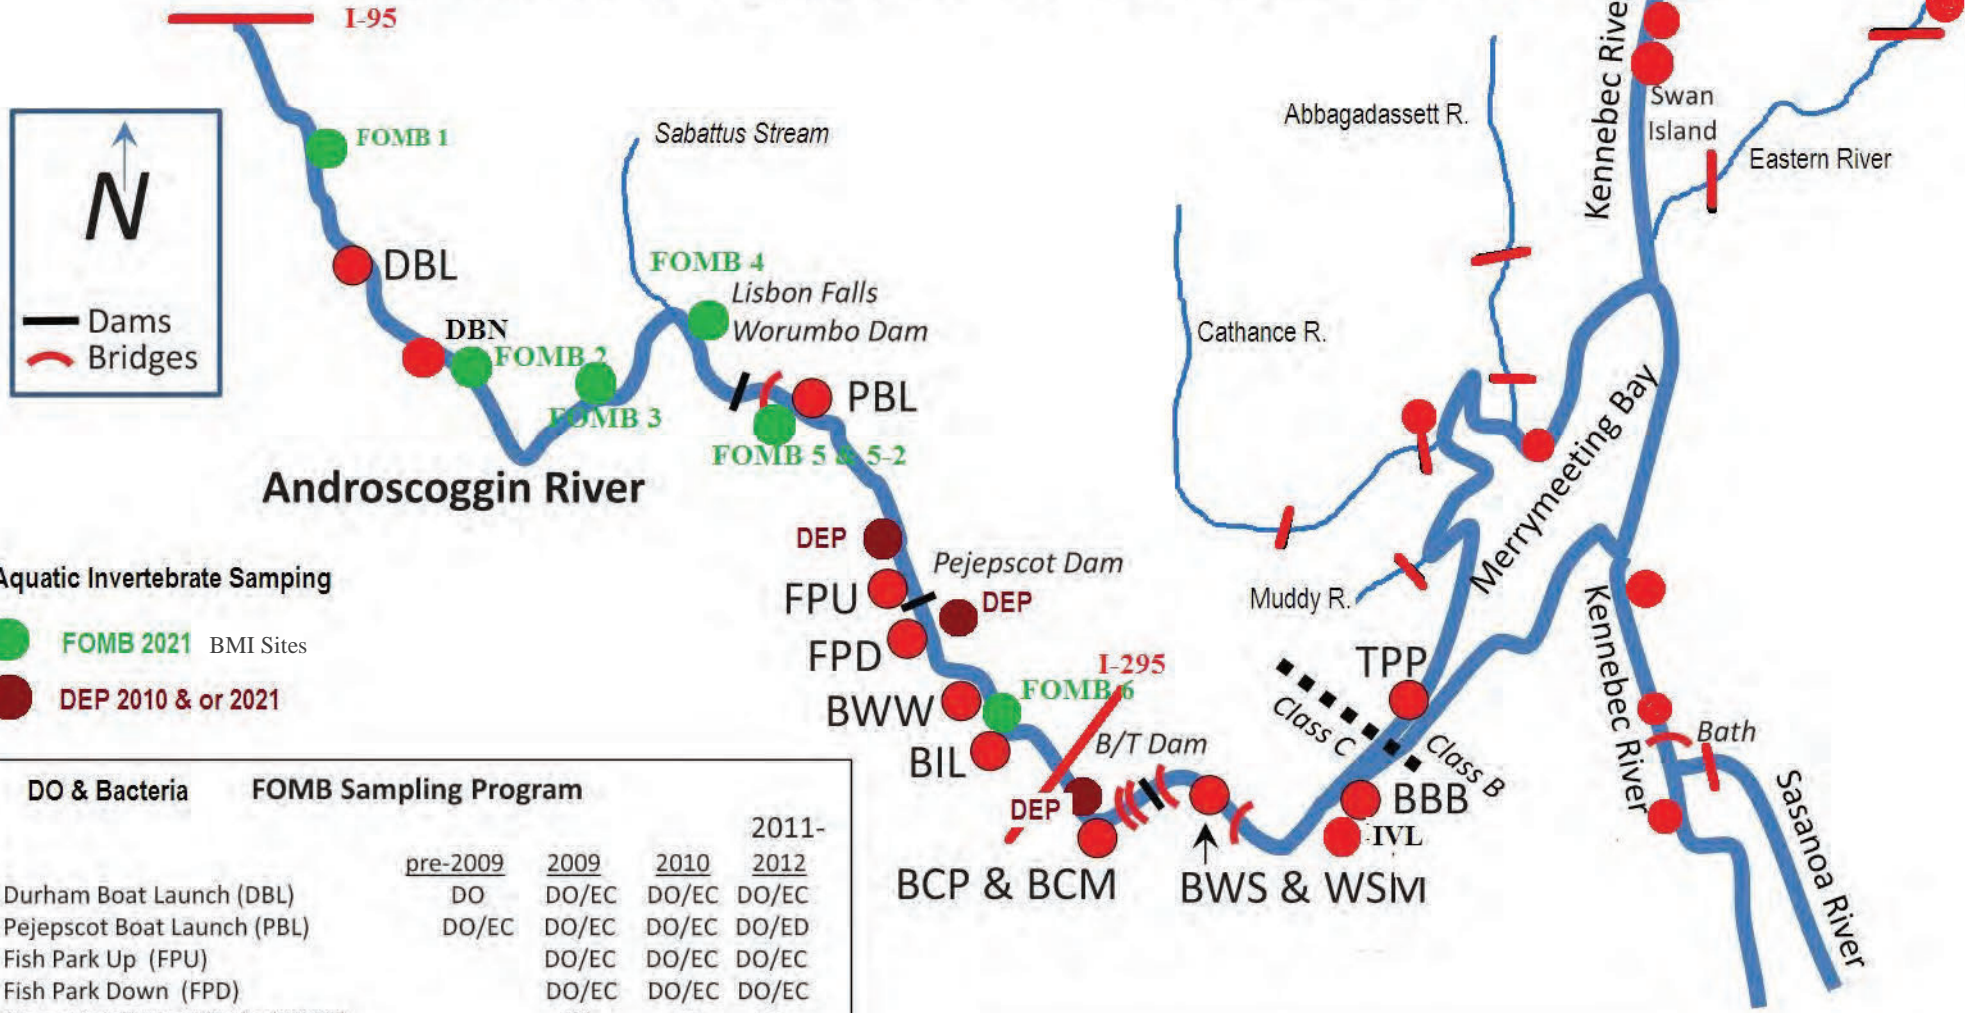 I-95
N
Dams
Bridges
FOMB 1
DBL
DBN
FOMB 2
FOMB 3
Sabattus Stream
FOMB 4
Lisbon Falls
Worumbo Dam
PBL
FOMB 5 & 5-2
Androscoggin River
DEP
Pejepscot Dam
FPU
DEP
FPD
BWW
FOMB 6
I-295
BIL
B/T Dam
DEP
BCP & BCM
BWS & WSM
TPP
Class C
Class B
BBB
IVL
Abbagadassett R.
Cathance R.
Muddy R.
Merrymeeting Bay
Swan
Island
Eastern River
Kennebec River
Bath
Kennebec River
Sasanoa River
Aquatic Invertebrate Samping
FOMB 2021 BMI Sites
DEP 2010 & or 2021
DO & Bacteria FOMB Sampling Program
2011-
pre-2009 2009 2010 2012
Durham Boat Launch (DBL) DO DO/EC DO/EC DO/EC
Pejepscot Boat Launch (PBL) DO/EC DO/EC DO/EC DO/ED
Fish Park Up (FPU) DO/EC DO/EC DO/EC
Fish Park Down (FPD) DO/EC DO/EC DO/EC